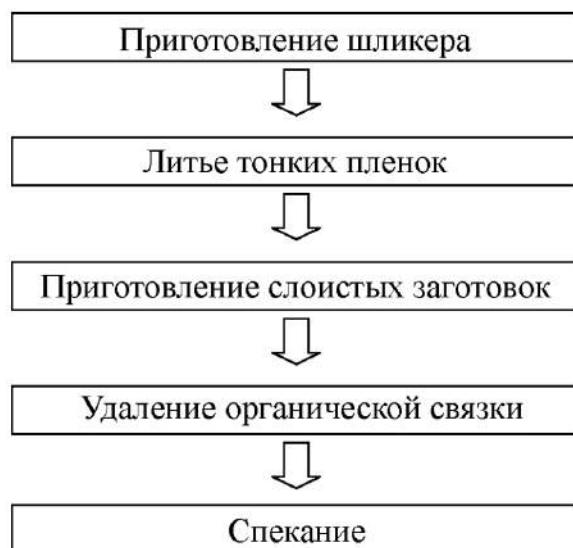 Приготовление шликера
Литье тонких пленок
Приготовление слоистых заготовок
Удаление органической связки
Спекание